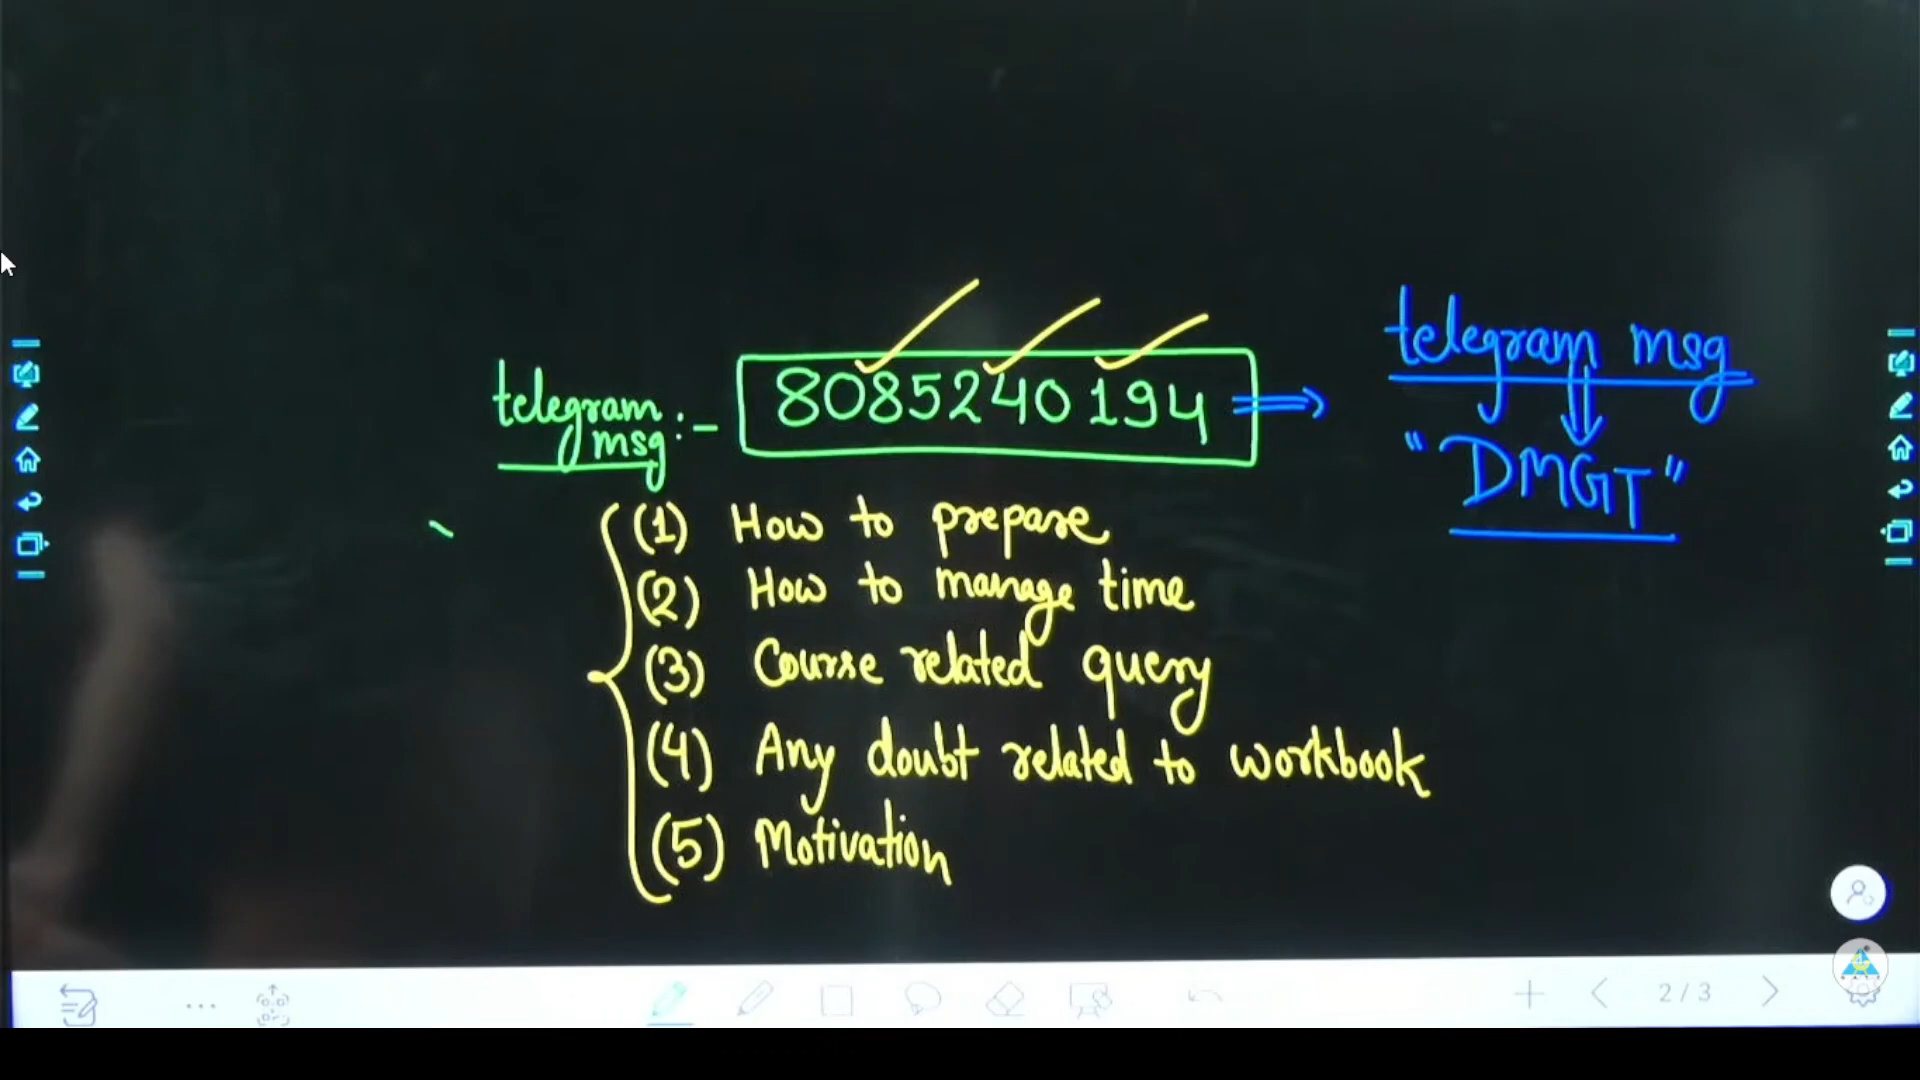 telegram msg
telegram
msg :- 8085240194
"DMGT"
(1) How to prepare
(2) How to manage time
(3) Course related query
(4) Any doubt related to workbook
(5) Motivation
2/3